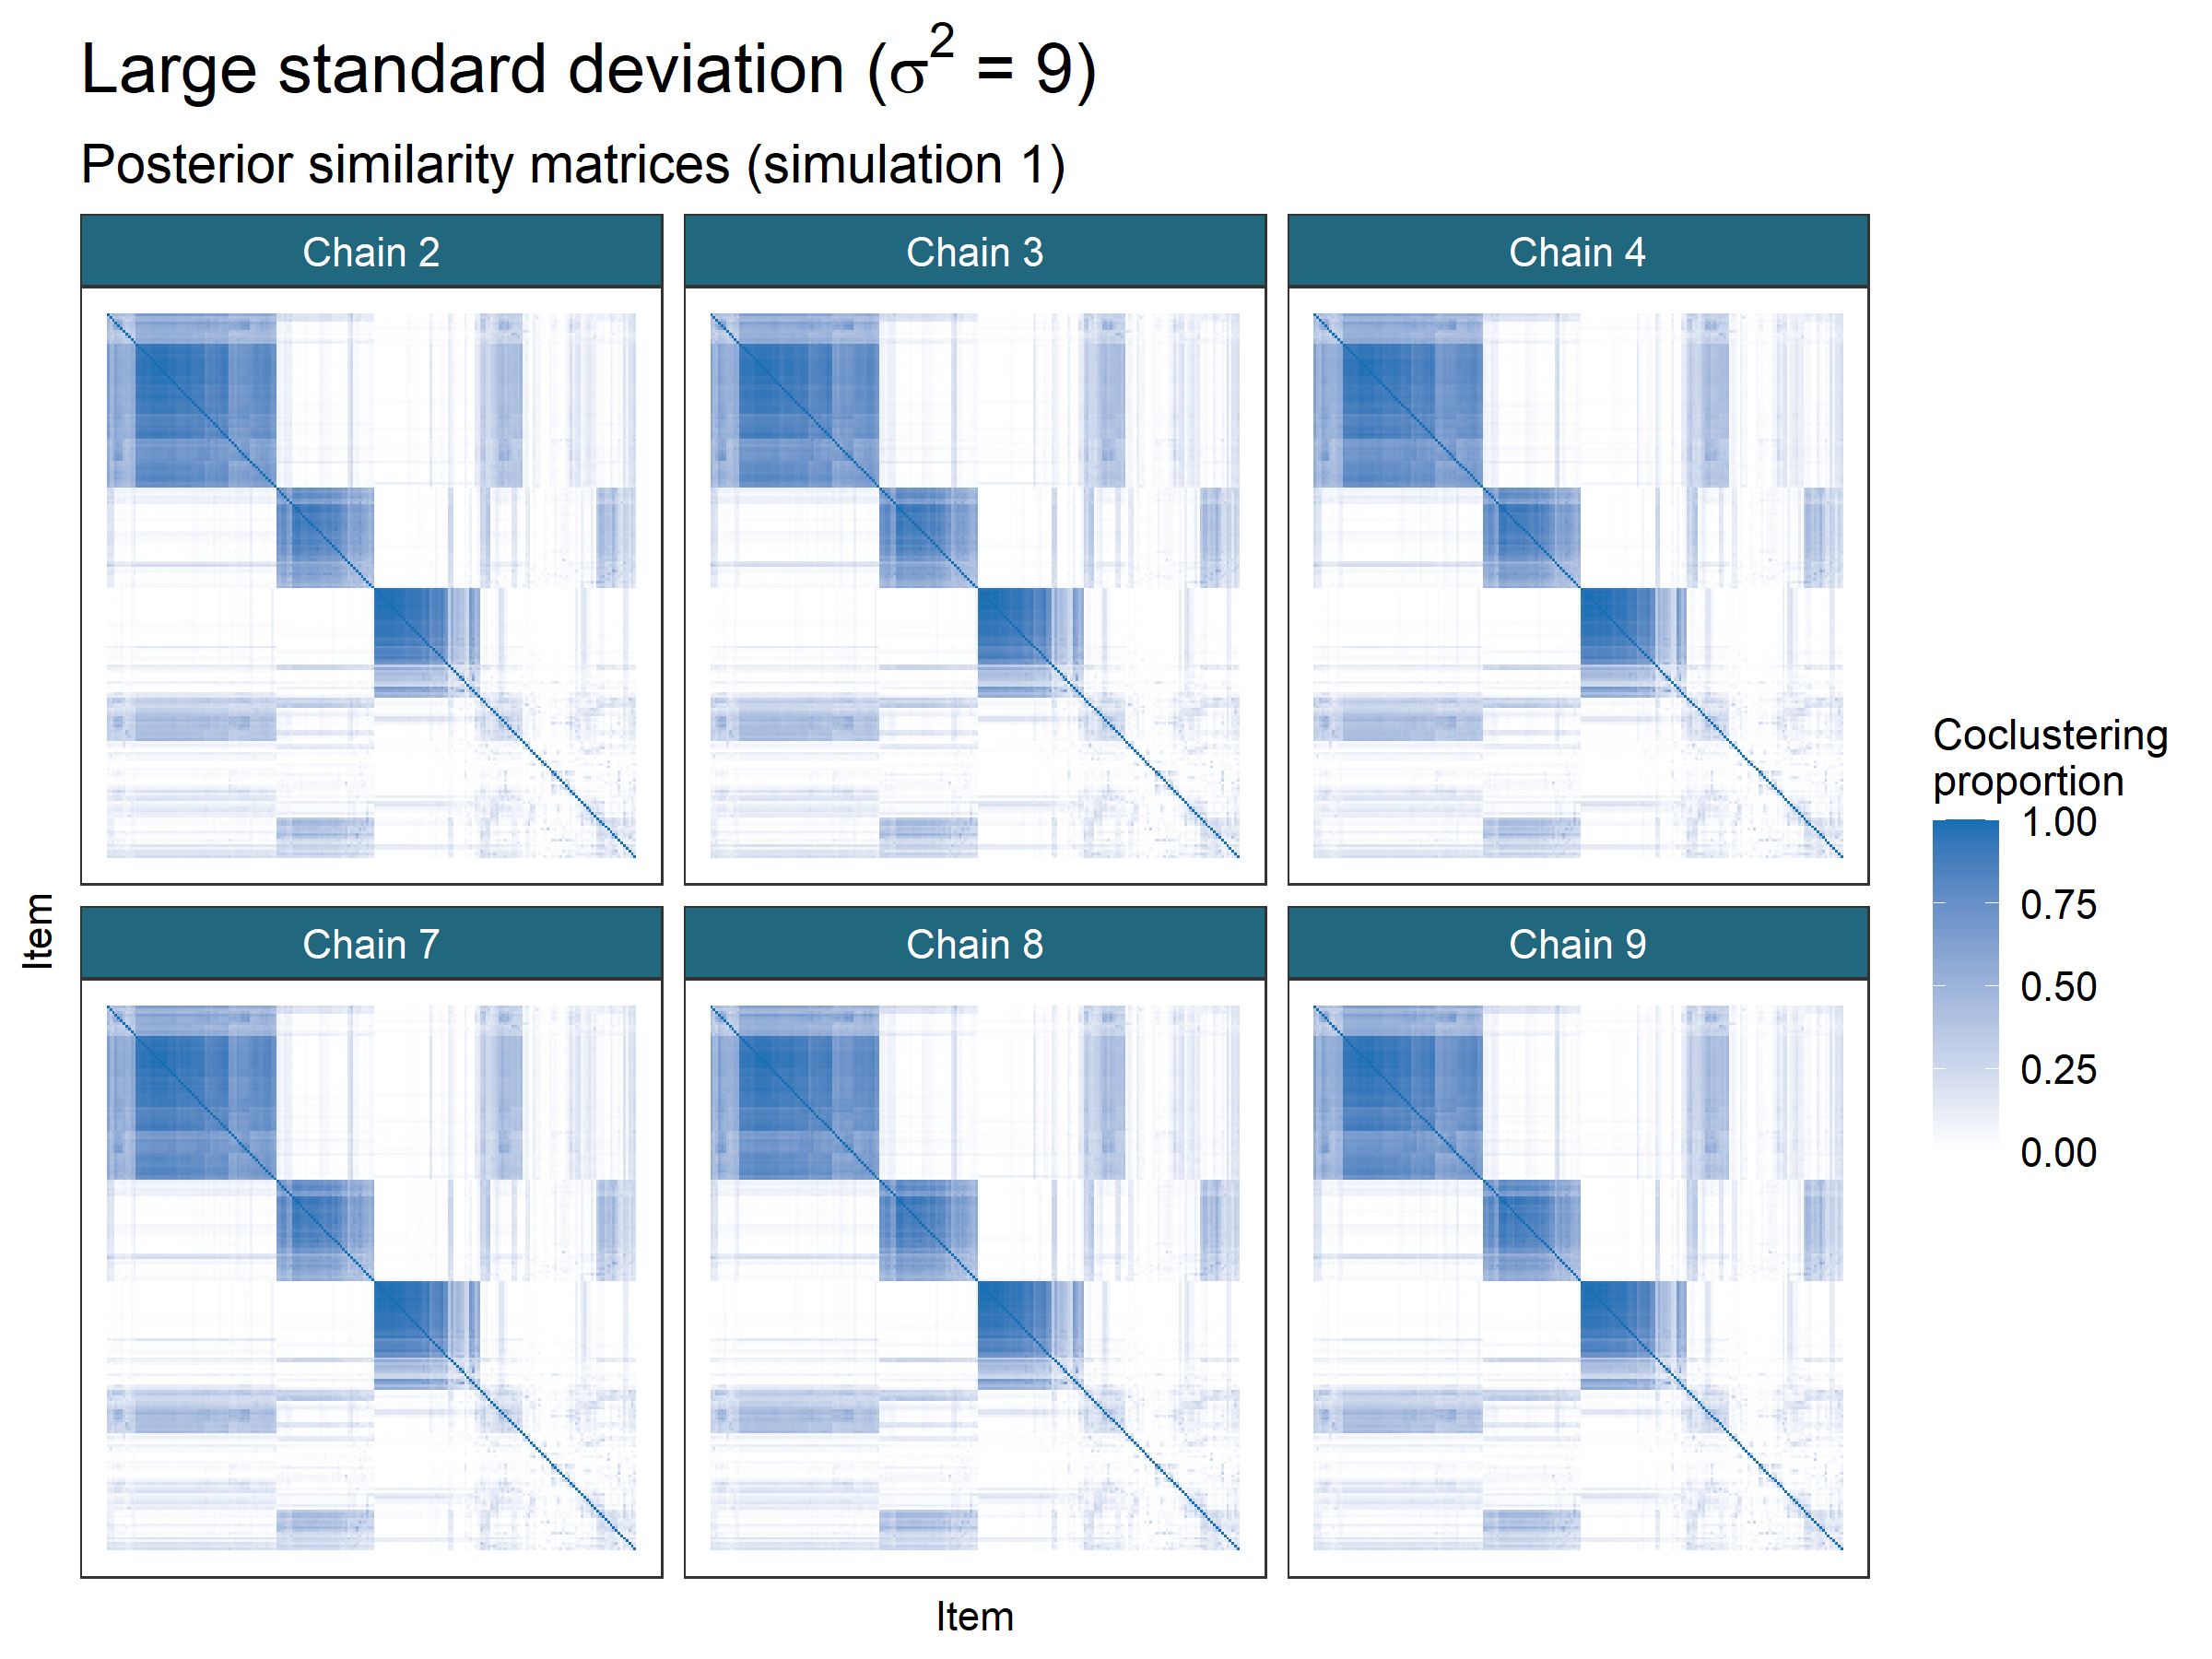 Large standard deviation (σ² = 9)
Posterior similarity matrices (simulation 1)
Chain 2
Chain 3
Chain 4
Chain 7
Chain 8
Chain 9
Item
Item
Coclustering
proportion
1.00
0.75
0.50
0.25
0.00